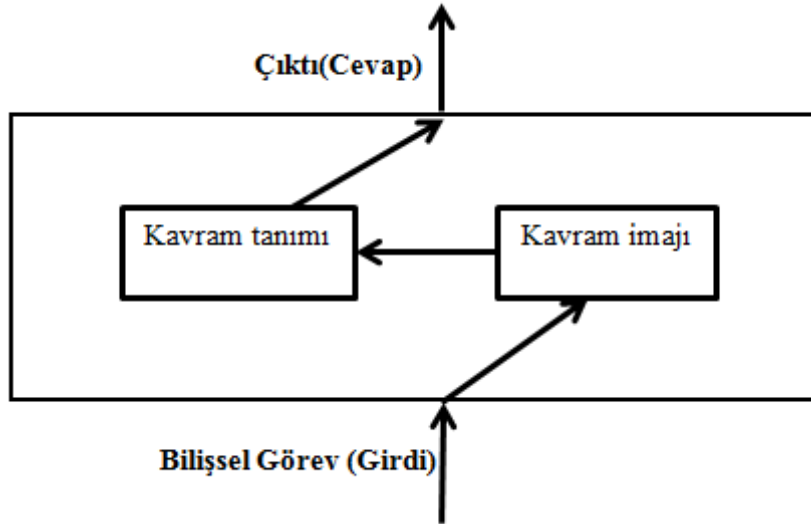 Çıktı(Cevap)
Kavram tanımı
Kavram imajı
Bilişsel Görev (Girdi)